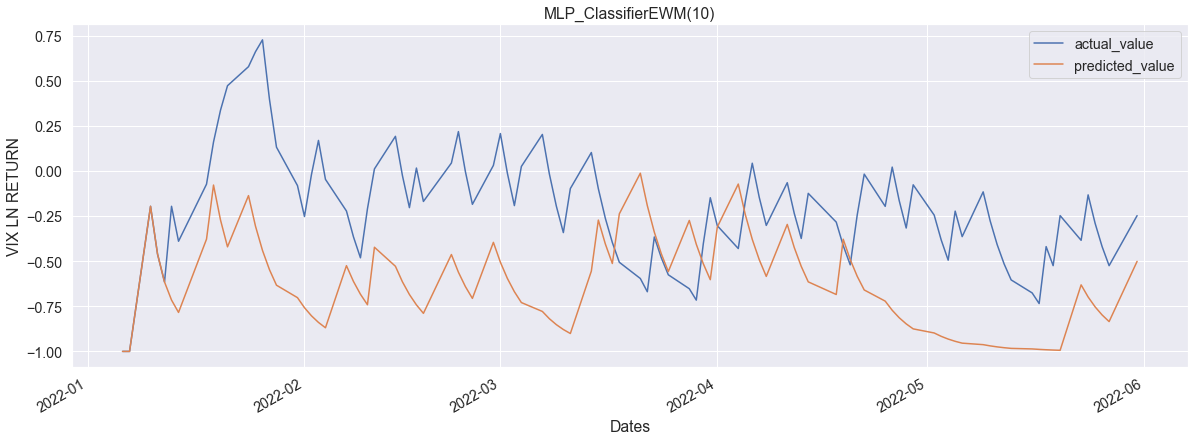 MLP_ClassifierEWM(10)
actual_value
predicted_value
VIX LN RETURN
0.75
0.50
0.25
0.00
−0.25
−0.50
−0.75
−1.00
2022-01
2022-02
2022-03
2022-04
2022-05
2022-06
Dates